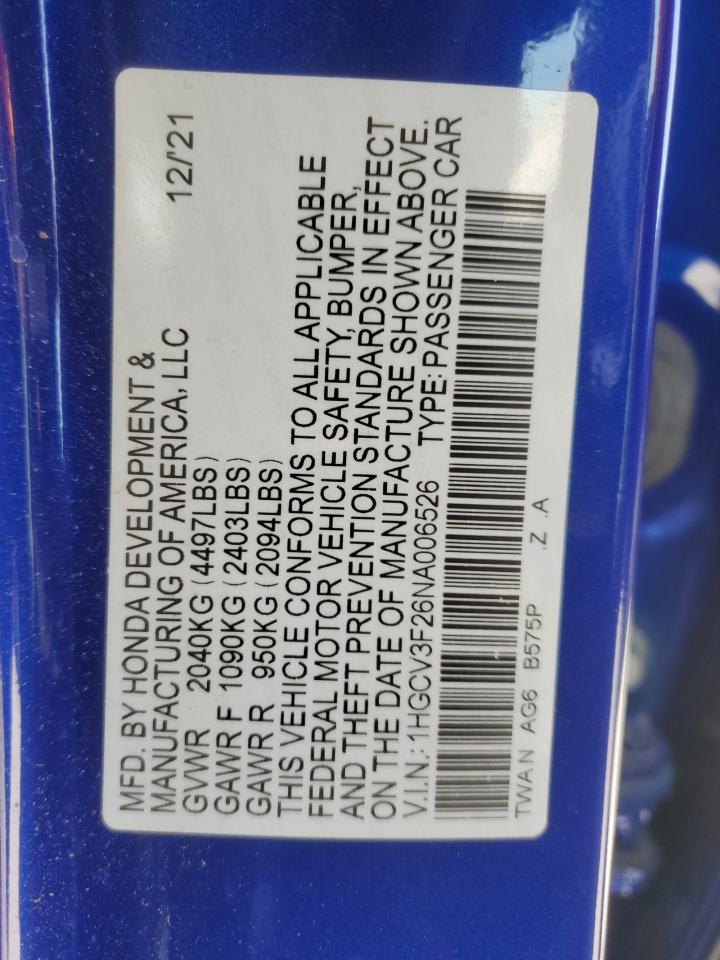 MFD. BY HONDA DEVELOPMENT & 12/'21
MANUFACTURING OF AMERICA, LLC
GVWR 2040KG (4497LBS)
GAWR F 1090KG (2403LBS)
GAWR R 950KG (2094LBS)
THIS VEHICLE CONFORMS TO ALL APPLICABLE
FEDERAL MOTOR VEHICLE SAFETY, BUMPER,
AND THEFT PREVENTION STANDARDS IN EFFECT
ON THE DATE OF MANUFACTURE SHOWN ABOVE.
V.I.N.: 1HGCV3F26NA006526 TYPE: PASSENGER CAR
TWA N AG6 B575P .Z .A